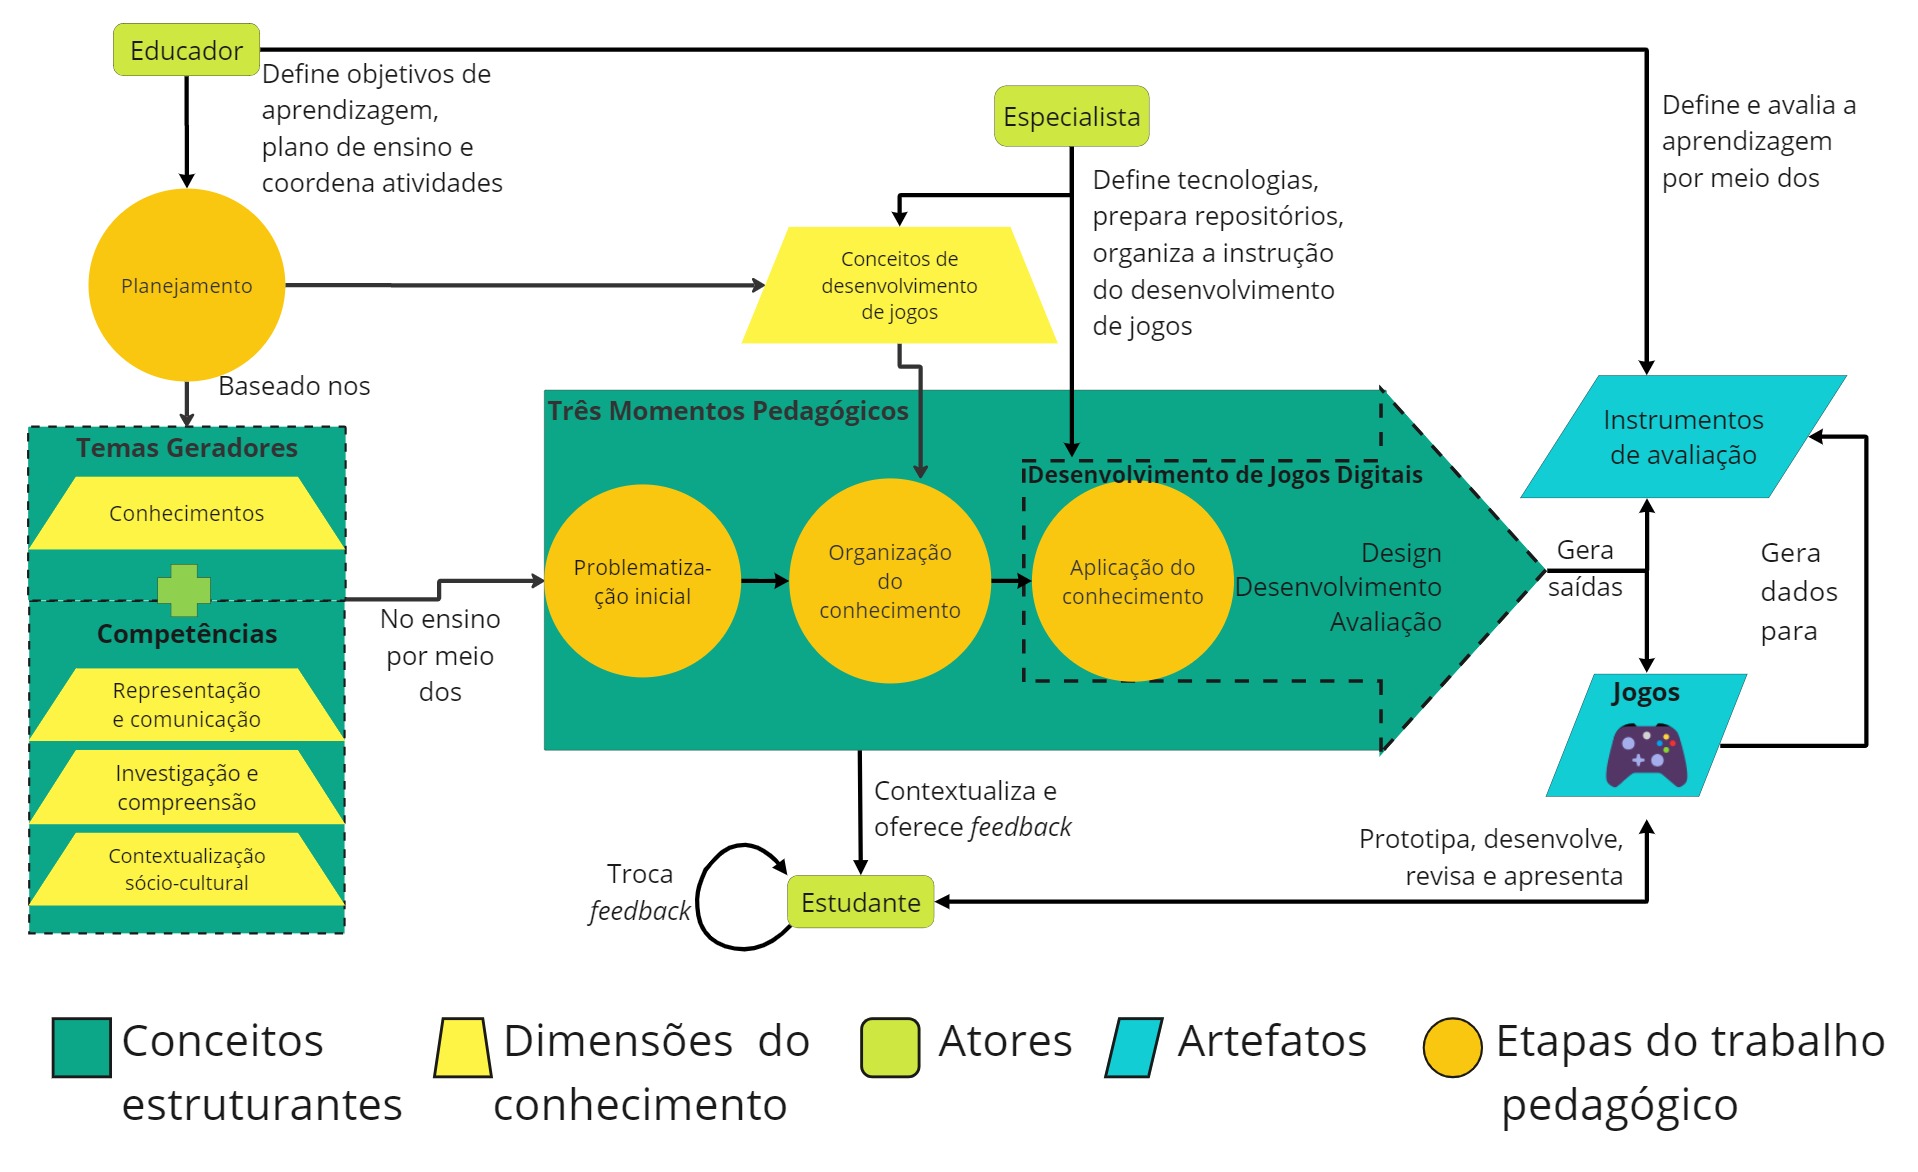 Educador
Define objetivos de
aprendizagem,
plano de ensino e
coordena atividades
Especialista
Define e avalia a
aprendizagem
por meio dos
Define tecnologias,
prepara repositórios,
organiza a instrução
do desenvolvimento
de jogos
Planejamento
Conceitos de
desenvolvimento
de jogos
Baseado nos
Temas Geradores
Conhecimentos
Competências
Representação
e comunicação
Investigação e
compreensão
Contextualização
sócio-cultural
No ensino
por meio
dos
Três Momentos Pedagógicos
Problematiza-
ção inicial
Organização
do
conhecimento
Desenvolvimento de Jogos Digitais
Aplicação do
conhecimento
Design
Desenvolvimento
Avaliação
Gera
saídas
Instrumentos
de avaliação
Gera
dados
para
Jogos
Contextualiza e
oferece feedback
Troca
feedback
Estudante
Prototipa, desenvolve,
revisa e apresenta
Conceitos
estruturantes
Dimensões do
conhecimento
Atores
Artefatos
Etapas do trabalho
pedagógico